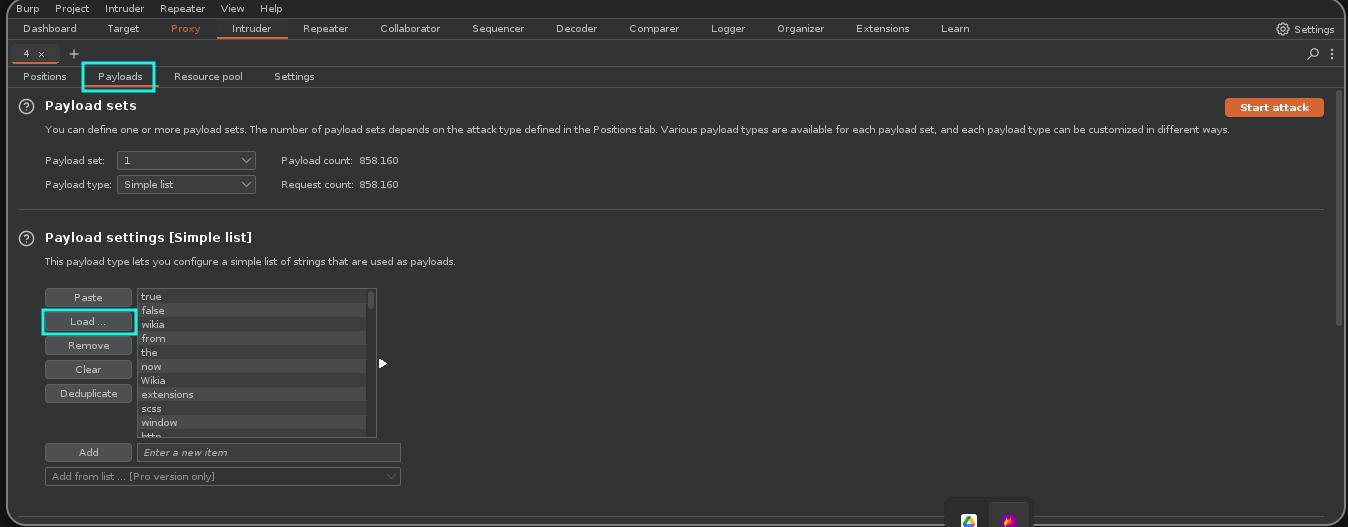 Burp Project Intruder Repeater View Help
Dashboard Target Proxy Intruder Repeater Collaborator Sequencer Decoder Comparer Logger Organizer Extensions Learn Settings
4 × +
Positions Payloads Resource pool Settings
? Payload sets Start attack
You can define one or more payload sets. The number of payload sets depends on the attack type defined in the Positions tab. Various payload types are available for each payload set, and each payload type can be customized in different ways.
Payload set: 1 Payload count: 858.160
Payload type: Simple list Request count: 858.160
? Payload settings [Simple list]
This payload type lets you configure a simple list of strings that are used as payloads.
Paste
Load ...
Remove
Clear
Deduplicate
true
false
wikia
from
the
now
Wikia
extensions
scss
window
http
Add Enter a new item
Add from list ... [Pro version only]